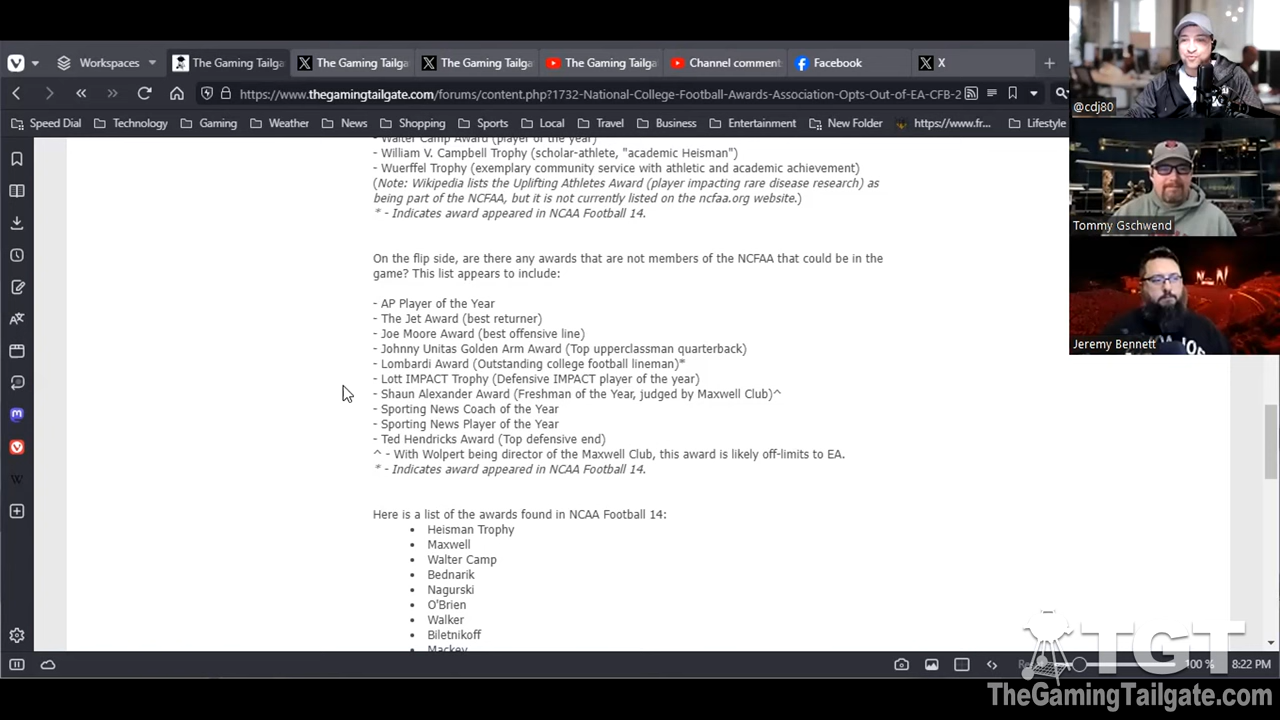 Workspaces
The Gaming Tailga
The Gaming Tailga
The Gaming Tailga
The Gaming Tailga
Channel comment
Facebook
X
https://www.thegamingtailgate.com/forums/content.php?1732-National-College-Football-Awards-Association-Opts-Out-of-EA-CFB-2
Speed Dial
Technology
Gaming
Weather
News
Shopping
Sports
Local
Travel
Business
Entertainment
New Folder
https://www.fr...
Lifestyle
@cdj80
Tommy Gschwend
Jeremy Bennett
Walter Camp Award (player of the year)
- William V. Campbell Trophy (scholar-athlete, "academic Heisman")
- Wuerffel Trophy (exemplary community service with athletic and academic achievement)
(Note: Wikipedia lists the Uplifting Athletes Award (player impacting rare disease research) as
being part of the NCFAA, but it is not currently listed on the ncfaa.org website.)
* - Indicates award appeared in NCAA Football 14.
On the flip side, are there any awards that are not members of the NCFAA that could be in the
game? This list appears to include:
- AP Player of the Year
- The Jet Award (best returner)
- Joe Moore Award (best offensive line)
- Johnny Unitas Golden Arm Award (Top upperclassman quarterback)
- Lombardi Award (Outstanding college football lineman)*
- Lott IMPACT Trophy (Defensive IMPACT player of the year)
- Shaun Alexander Award (Freshman of the Year, judged by Maxwell Club)^
- Sporting News Coach of the Year
- Sporting News Player of the Year
- Ted Hendricks Award (Top defensive end)
^ - With Wolpert being director of the Maxwell Club, this award is likely off-limits to EA.
* - Indicates award appeared in NCAA Football 14.
Here is a list of the awards found in NCAA Football 14:
• Heisman Trophy
• Maxwell
• Walter Camp
• Bednarik
• Nagurski
• O'Brien
• Walker
• Biletnikoff
Mackey
100 %
8:22 PM
TGT
TheGamingTailgate.com